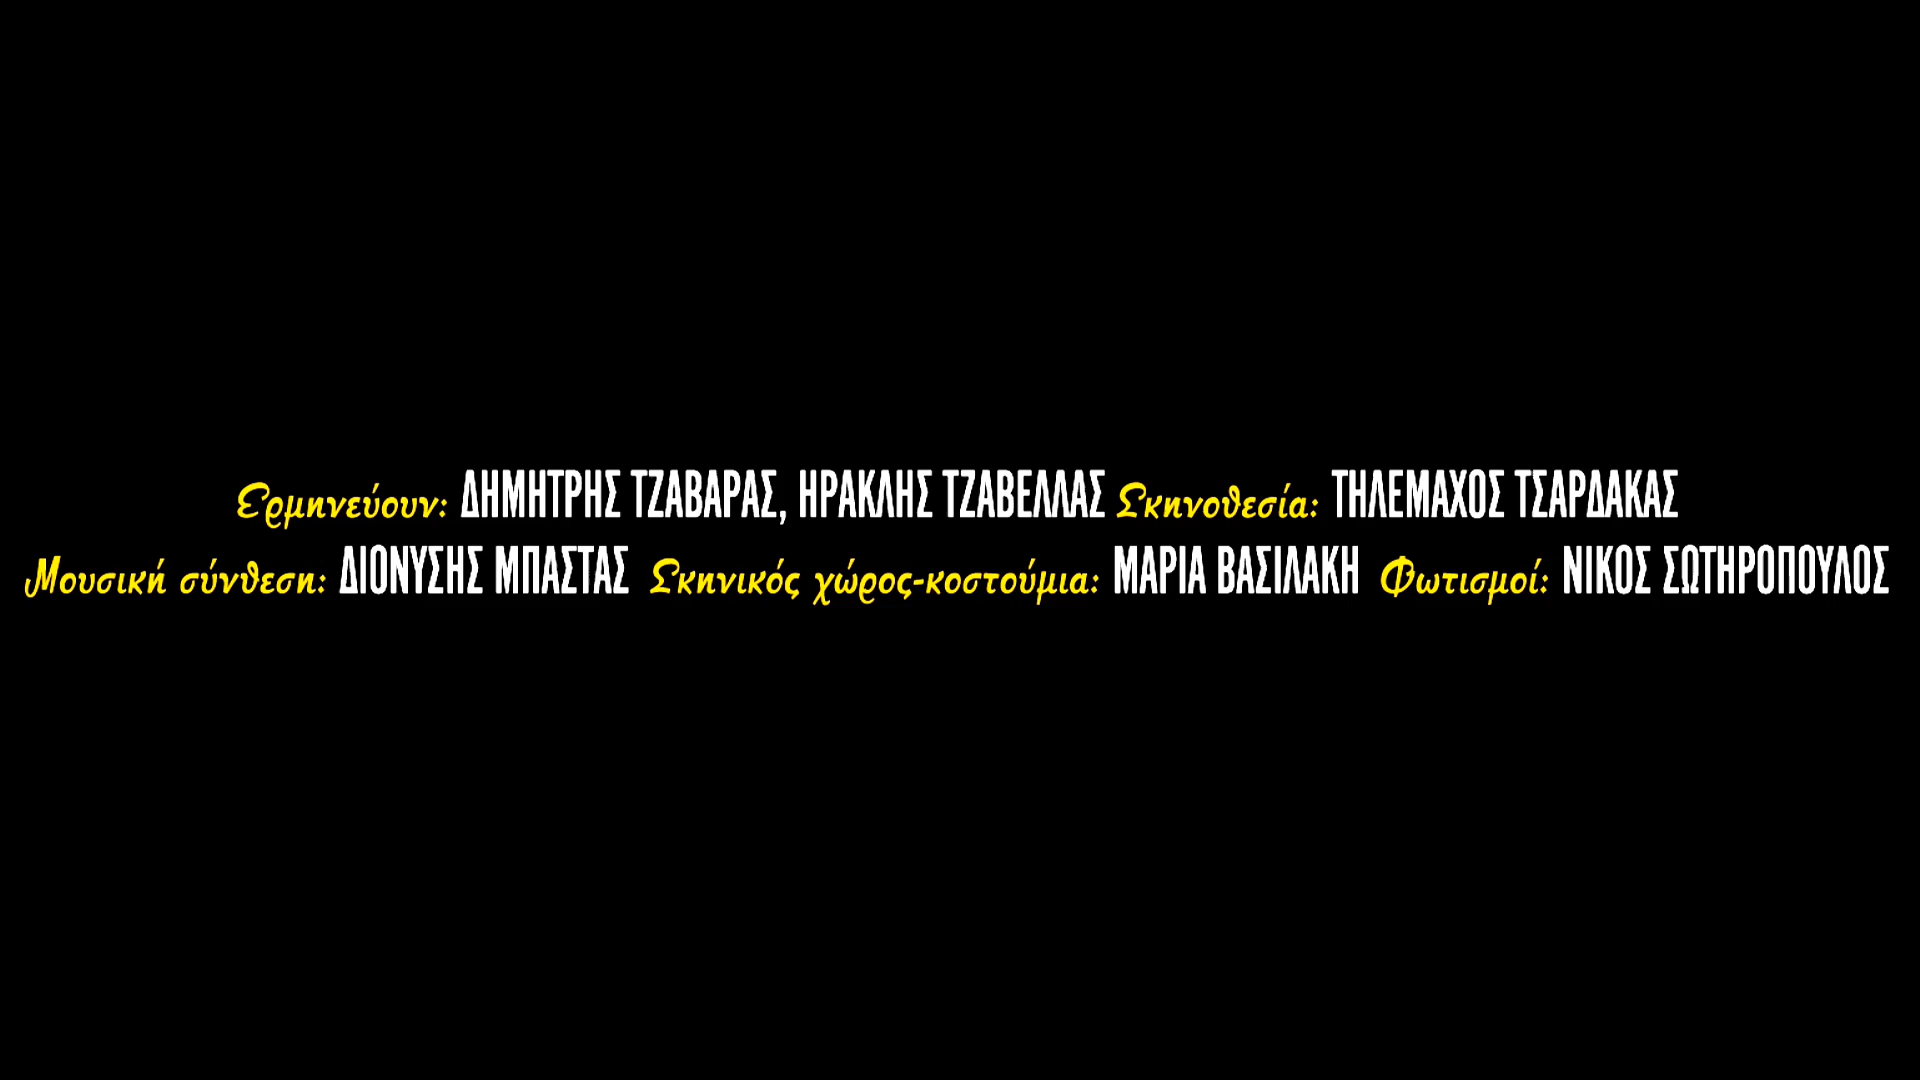 Ερμηνεύουν: ΔΗΜΗΤΡΗΣ ΤΖΑΒΑΡΑΣ, ΗΡΑΚΛΗΣ ΤΖΑΒΕΛΛΑΣ Σκηνοθεσία: ΤΗΛΕΜΑΧΟΣ ΤΣΑΡΔΑΚΑΣ
Μουσική σύνθεση: ΔΙΟΝΥΣΗΣ ΜΠΑΣΤΑΣ Σκηνικός χώρος-κοστούμια: ΜΑΡΙΑ ΒΑΣΙΛΑΚΗ Φωτισμοί: ΝΙΚΟΣ ΣΩΤΗΡΟΠΟΥΛΟΣ